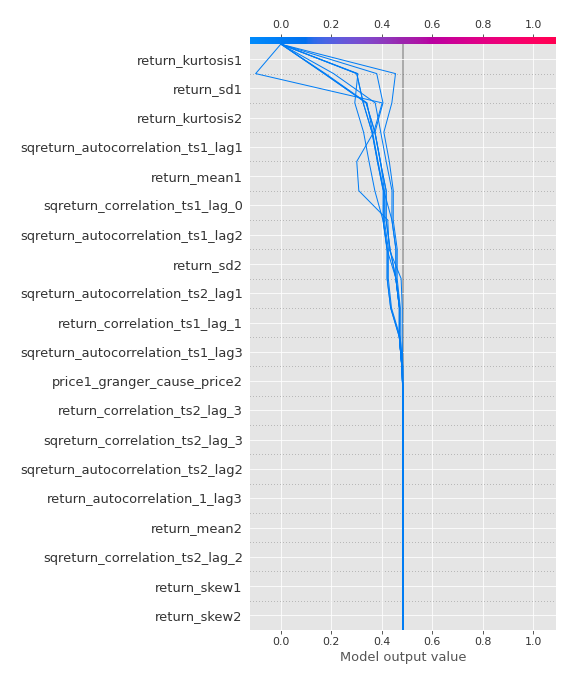 0.0 0.2 0.4 0.6 0.8 1.0
return_kurtosis1
return_sd1
return_kurtosis2
sqreturn_autocorrelation_ts1_lag1
return_mean1
sqreturn_correlation_ts1_lag_0
sqreturn_autocorrelation_ts1_lag2
return_sd2
sqreturn_autocorrelation_ts2_lag1
return_correlation_ts1_lag_1
sqreturn_autocorrelation_ts1_lag3
price1_granger_cause_price2
return_correlation_ts2_lag_3
sqreturn_correlation_ts2_lag_3
sqreturn_autocorrelation_ts2_lag2
return_autocorrelation_1_lag3
return_mean2
sqreturn_correlation_ts2_lag_2
return_skew1
return_skew2
0.0 0.2 0.4 0.6 0.8 1.0
Model output value